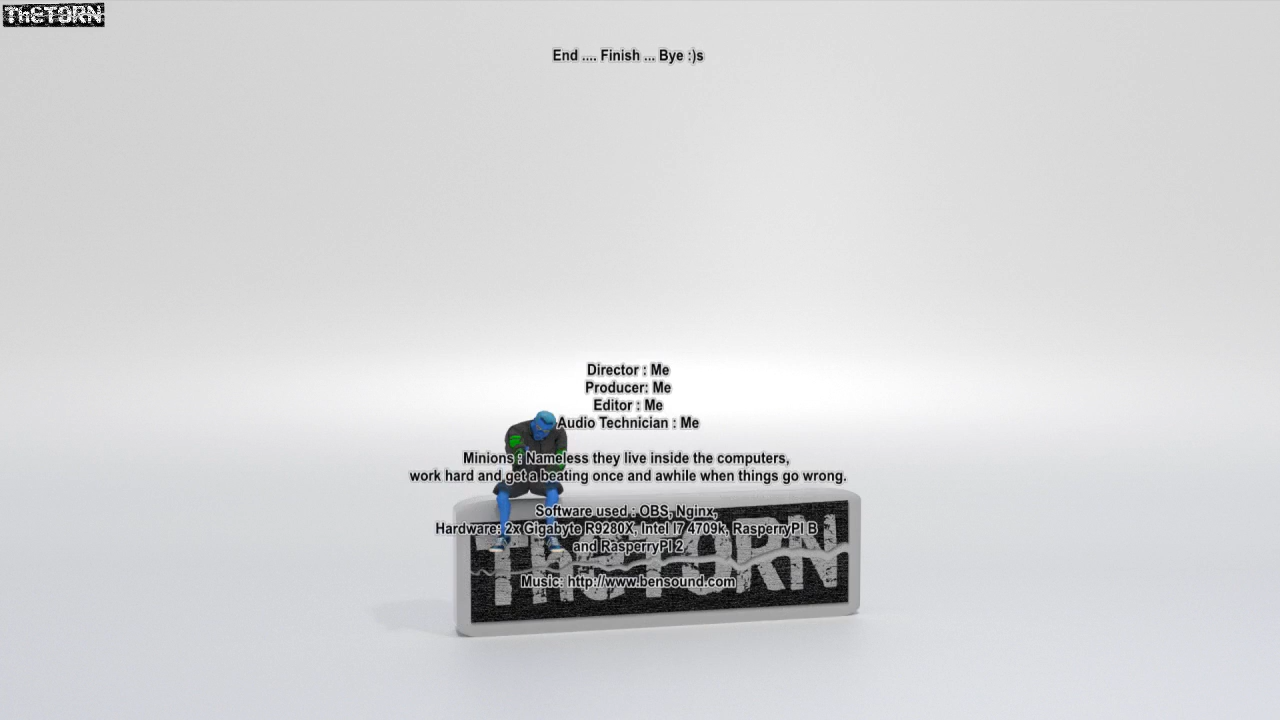 TheTORN
End .... Finish ... Bye :)s
Director : Me
Producer: Me
Editor : Me
Audio Technician : Me
Minions : Nameless they live inside the computers,
work hard and get a beating once and awhile when things go wrong.
Software used : OBS, Nginx,
Hardware: 2x Gigabyte R9280X, Intel I7 4709k, RasperryPI B
and RasperryPI 2
Music: http://www.bensound.com
TheTORN